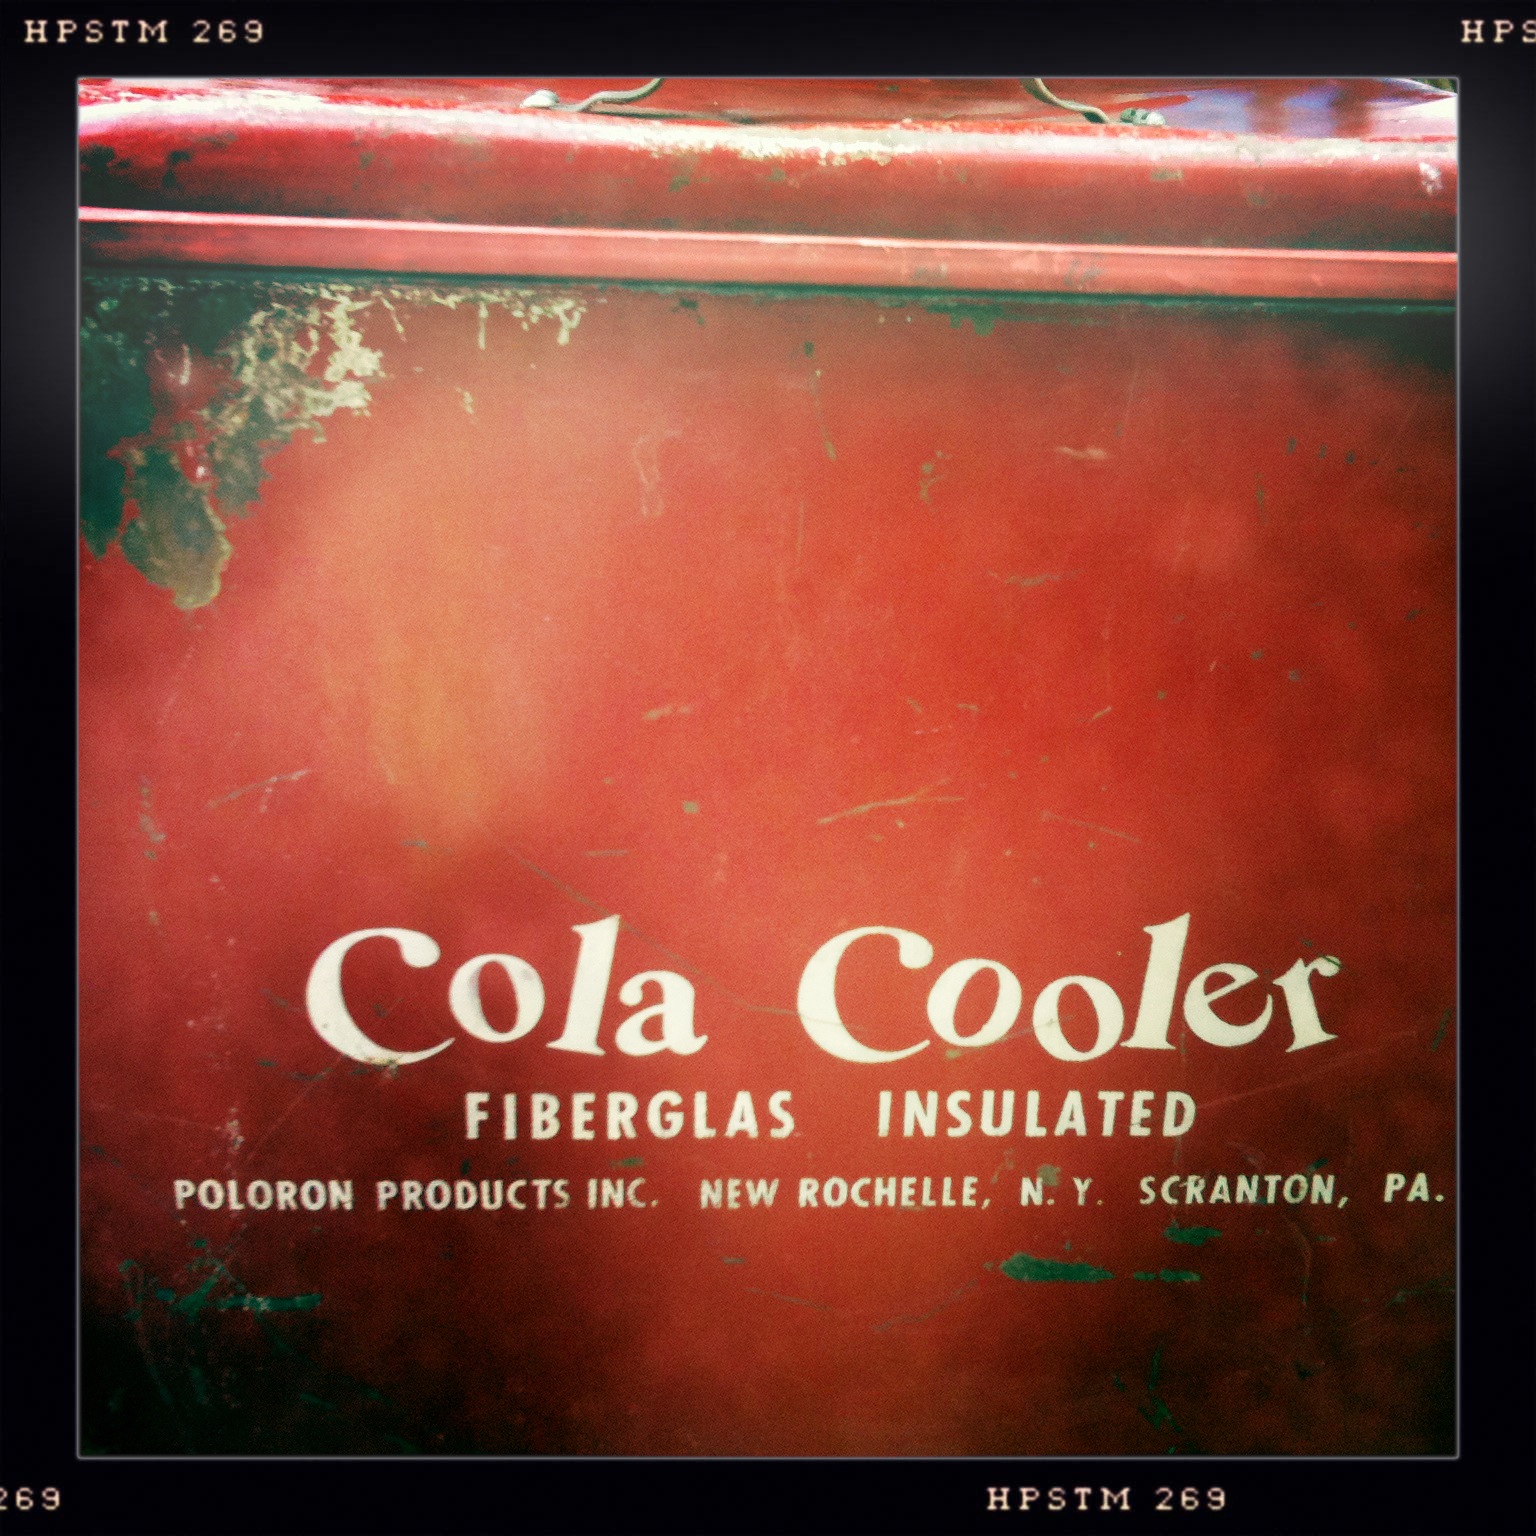 HPSTM 269 HPS
Cola Cooler
FIBERGLAS INSULATED
POLORON PRODUCTS INC. NEW ROCHELLE, N. Y. SCRANTON, PA.
269 HPSTM 269